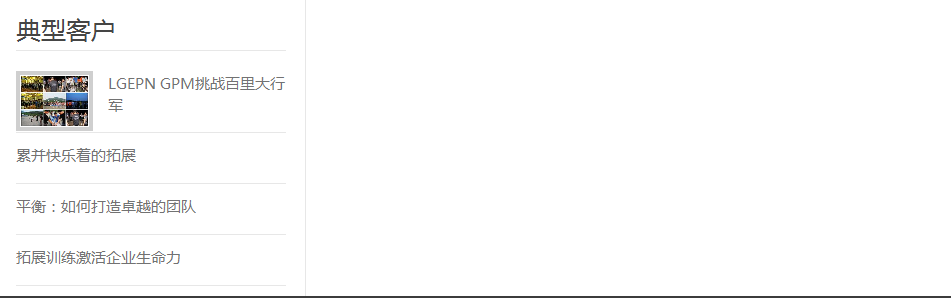 典型客户
LGEPN GPM挑战百里大行
军
累并快乐着的拓展
平衡：如何打造卓越的团队
拓展训练激活企业生命力